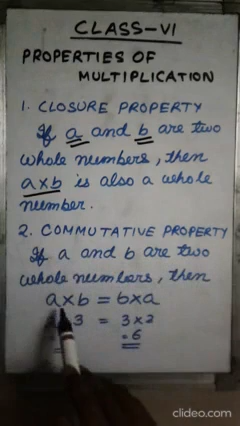 CLASS-VI
PROPERTIES OF
MULTIPLICATION
1. CLOSURE PROPERTY
If a and b are two
whole numbers, then
a×b is also a whole
number.
2. COMMUTATIVE PROPERTY
If a and b are two
whole numbers, then
a×b = b×a
3 = 3×2
= 6
clideo.com